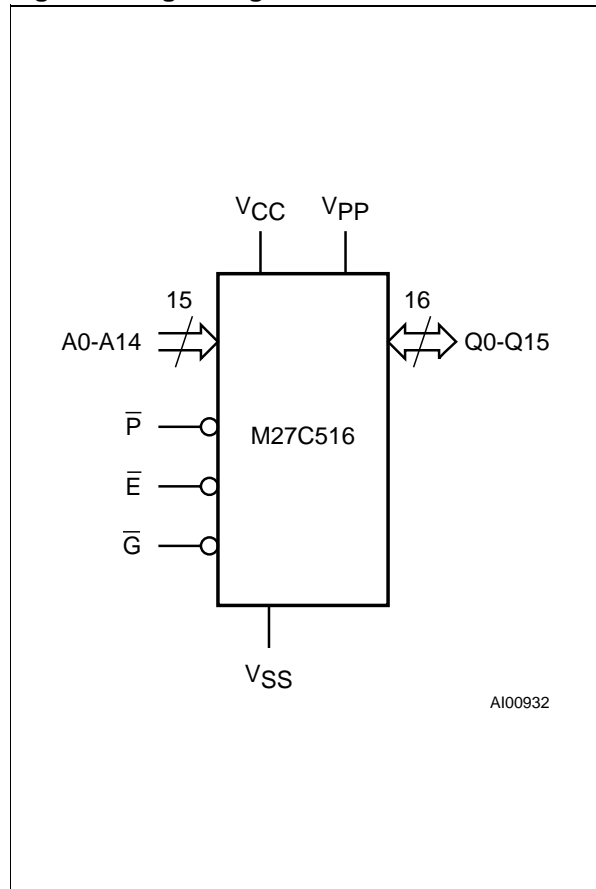 VCC VPP
15 16
A0-A14 Q0-Q15
P̅
M27C516
E̅
G̅
VSS
AI00932